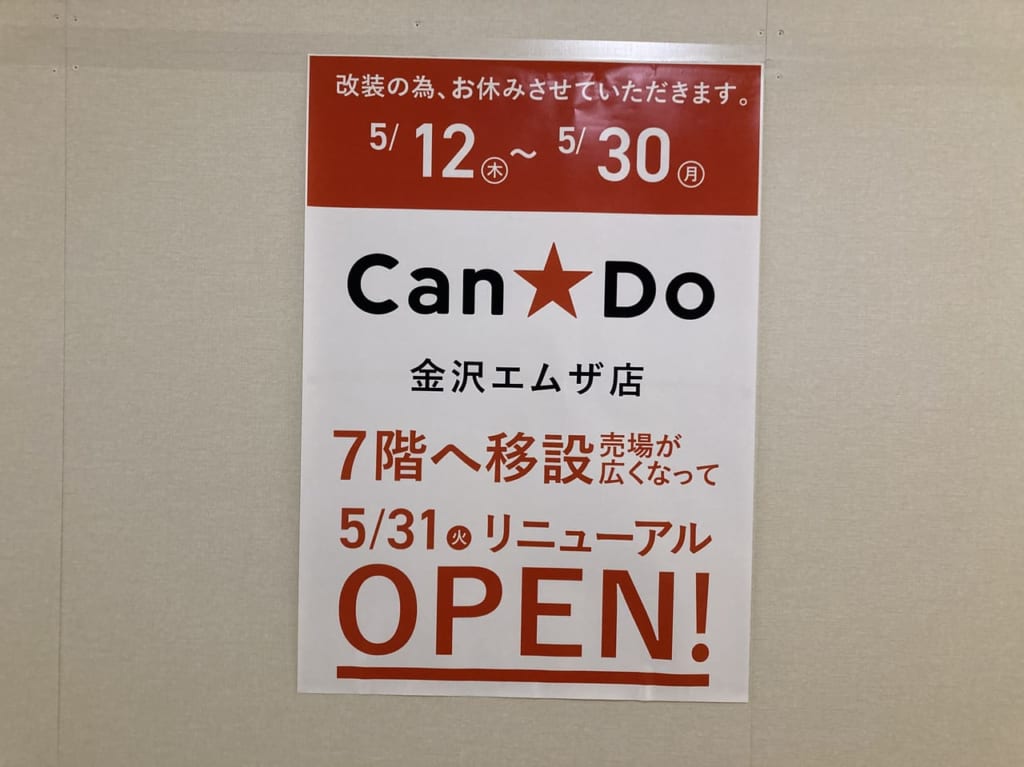 改装の為、お休みさせていただきます。
5/12㊍〜5/30㊊
Can★Do
金沢エムザ店
7階へ移設 売場が
広くなって
5/31㊋リニューアル
OPEN!